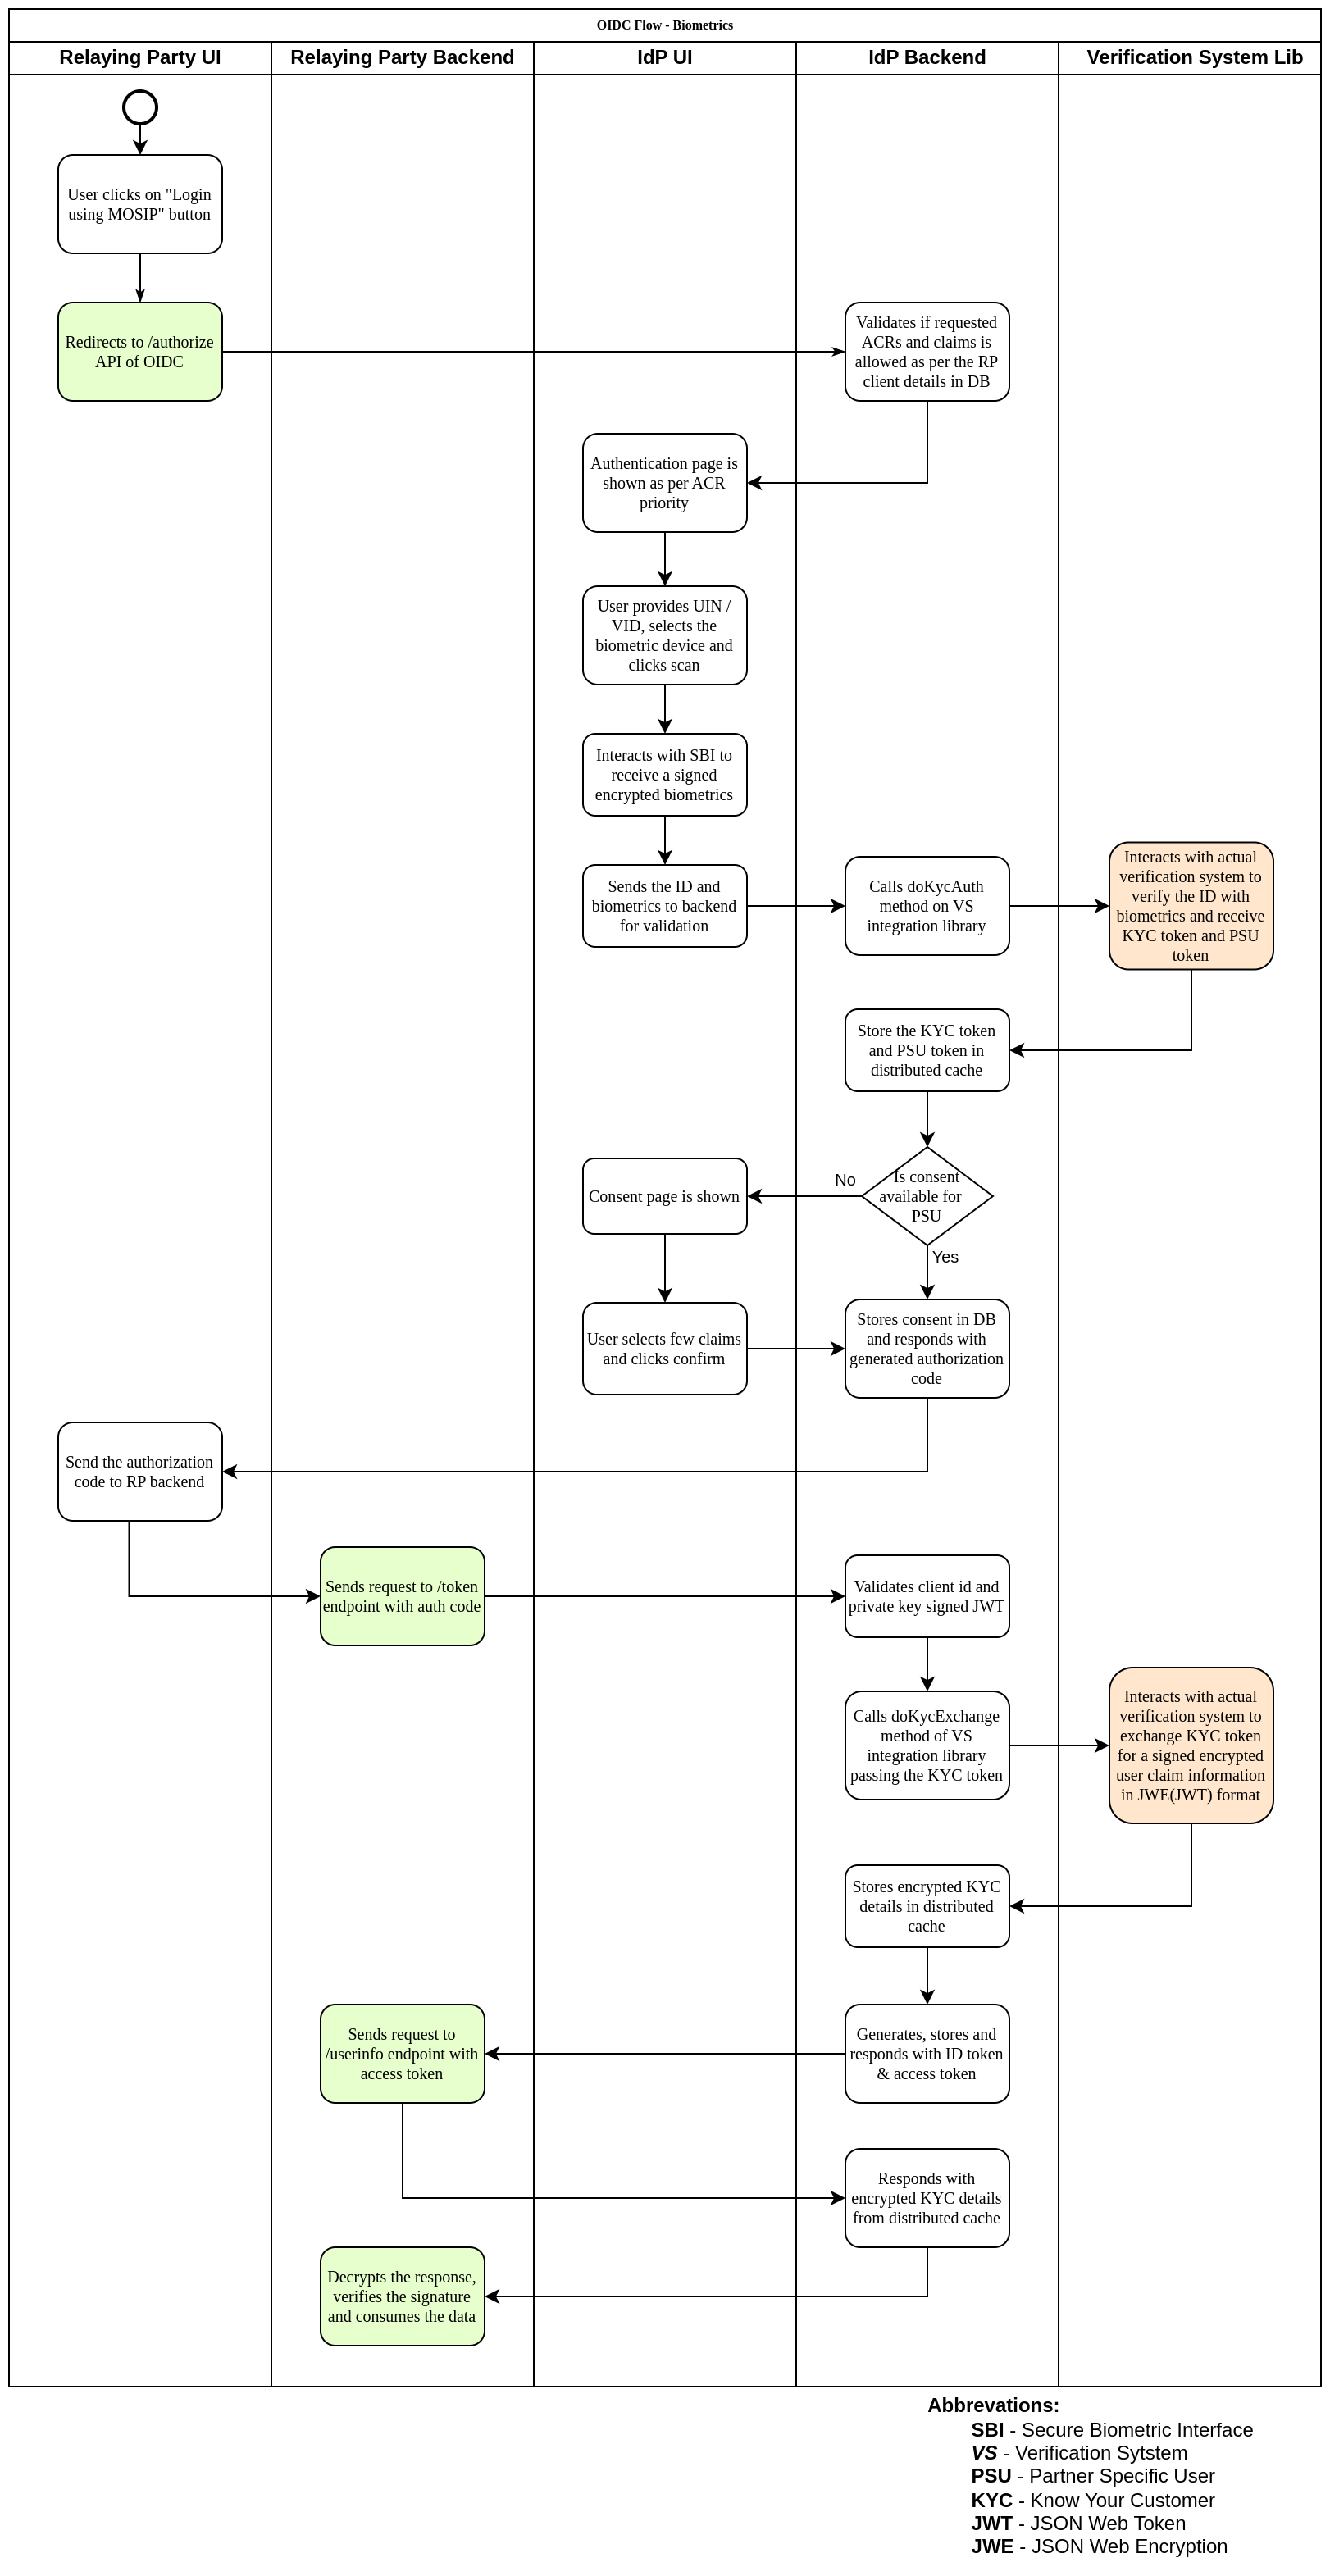 OIDC Flow - Biometrics
Relaying Party UI
Relaying Party Backend
IdP UI
IdP Backend
Verification System Lib
User clicks on "Login
using MOSIP" button
Redirects to /authorize
API of OIDC
Validates if requested
ACRs and claims is
allowed as per the RP
client details in DB
Authentication page is
shown as per ACR
priority
User provides UIN /
VID, selects the
biometric device and
clicks scan
Interacts with SBI to
receive a signed
encrypted biometrics
Sends the ID and
biometrics to backend
for validation
Calls doKycAuth
method on VS
integration library
Interacts with actual
verification system to
verify the ID with
biometrics and receive
KYC token and PSU
token
Store the KYC token
and PSU token in
distributed cache
Is consent
available for
PSU
No
Yes
Consent page is shown
User selects few claims
and clicks confirm
Stores consent in DB
and responds with
generated authorization
code
Send the authorization
code to RP backend
Sends request to /token
endpoint with auth code
Validates client id and
private key signed JWT
Calls doKycExchange
method of VS
integration library
passing the KYC token
Interacts with actual
verification system to
exchange KYC token
for a signed encrypted
user claim information
in JWE(JWT) format
Stores encrypted KYC
details in distributed
cache
Generates, stores and
responds with ID token
& access token
Sends request to
/userinfo endpoint with
access token
Responds with
encrypted KYC details
from distributed cache
Decrypts the response,
verifies the signature
and consumes the data
Abbrevations:
SBI - Secure Biometric Interface
VS - Verification Sytstem
PSU - Partner Specific User
KYC - Know Your Customer
JWT - JSON Web Token
JWE - JSON Web Encryption